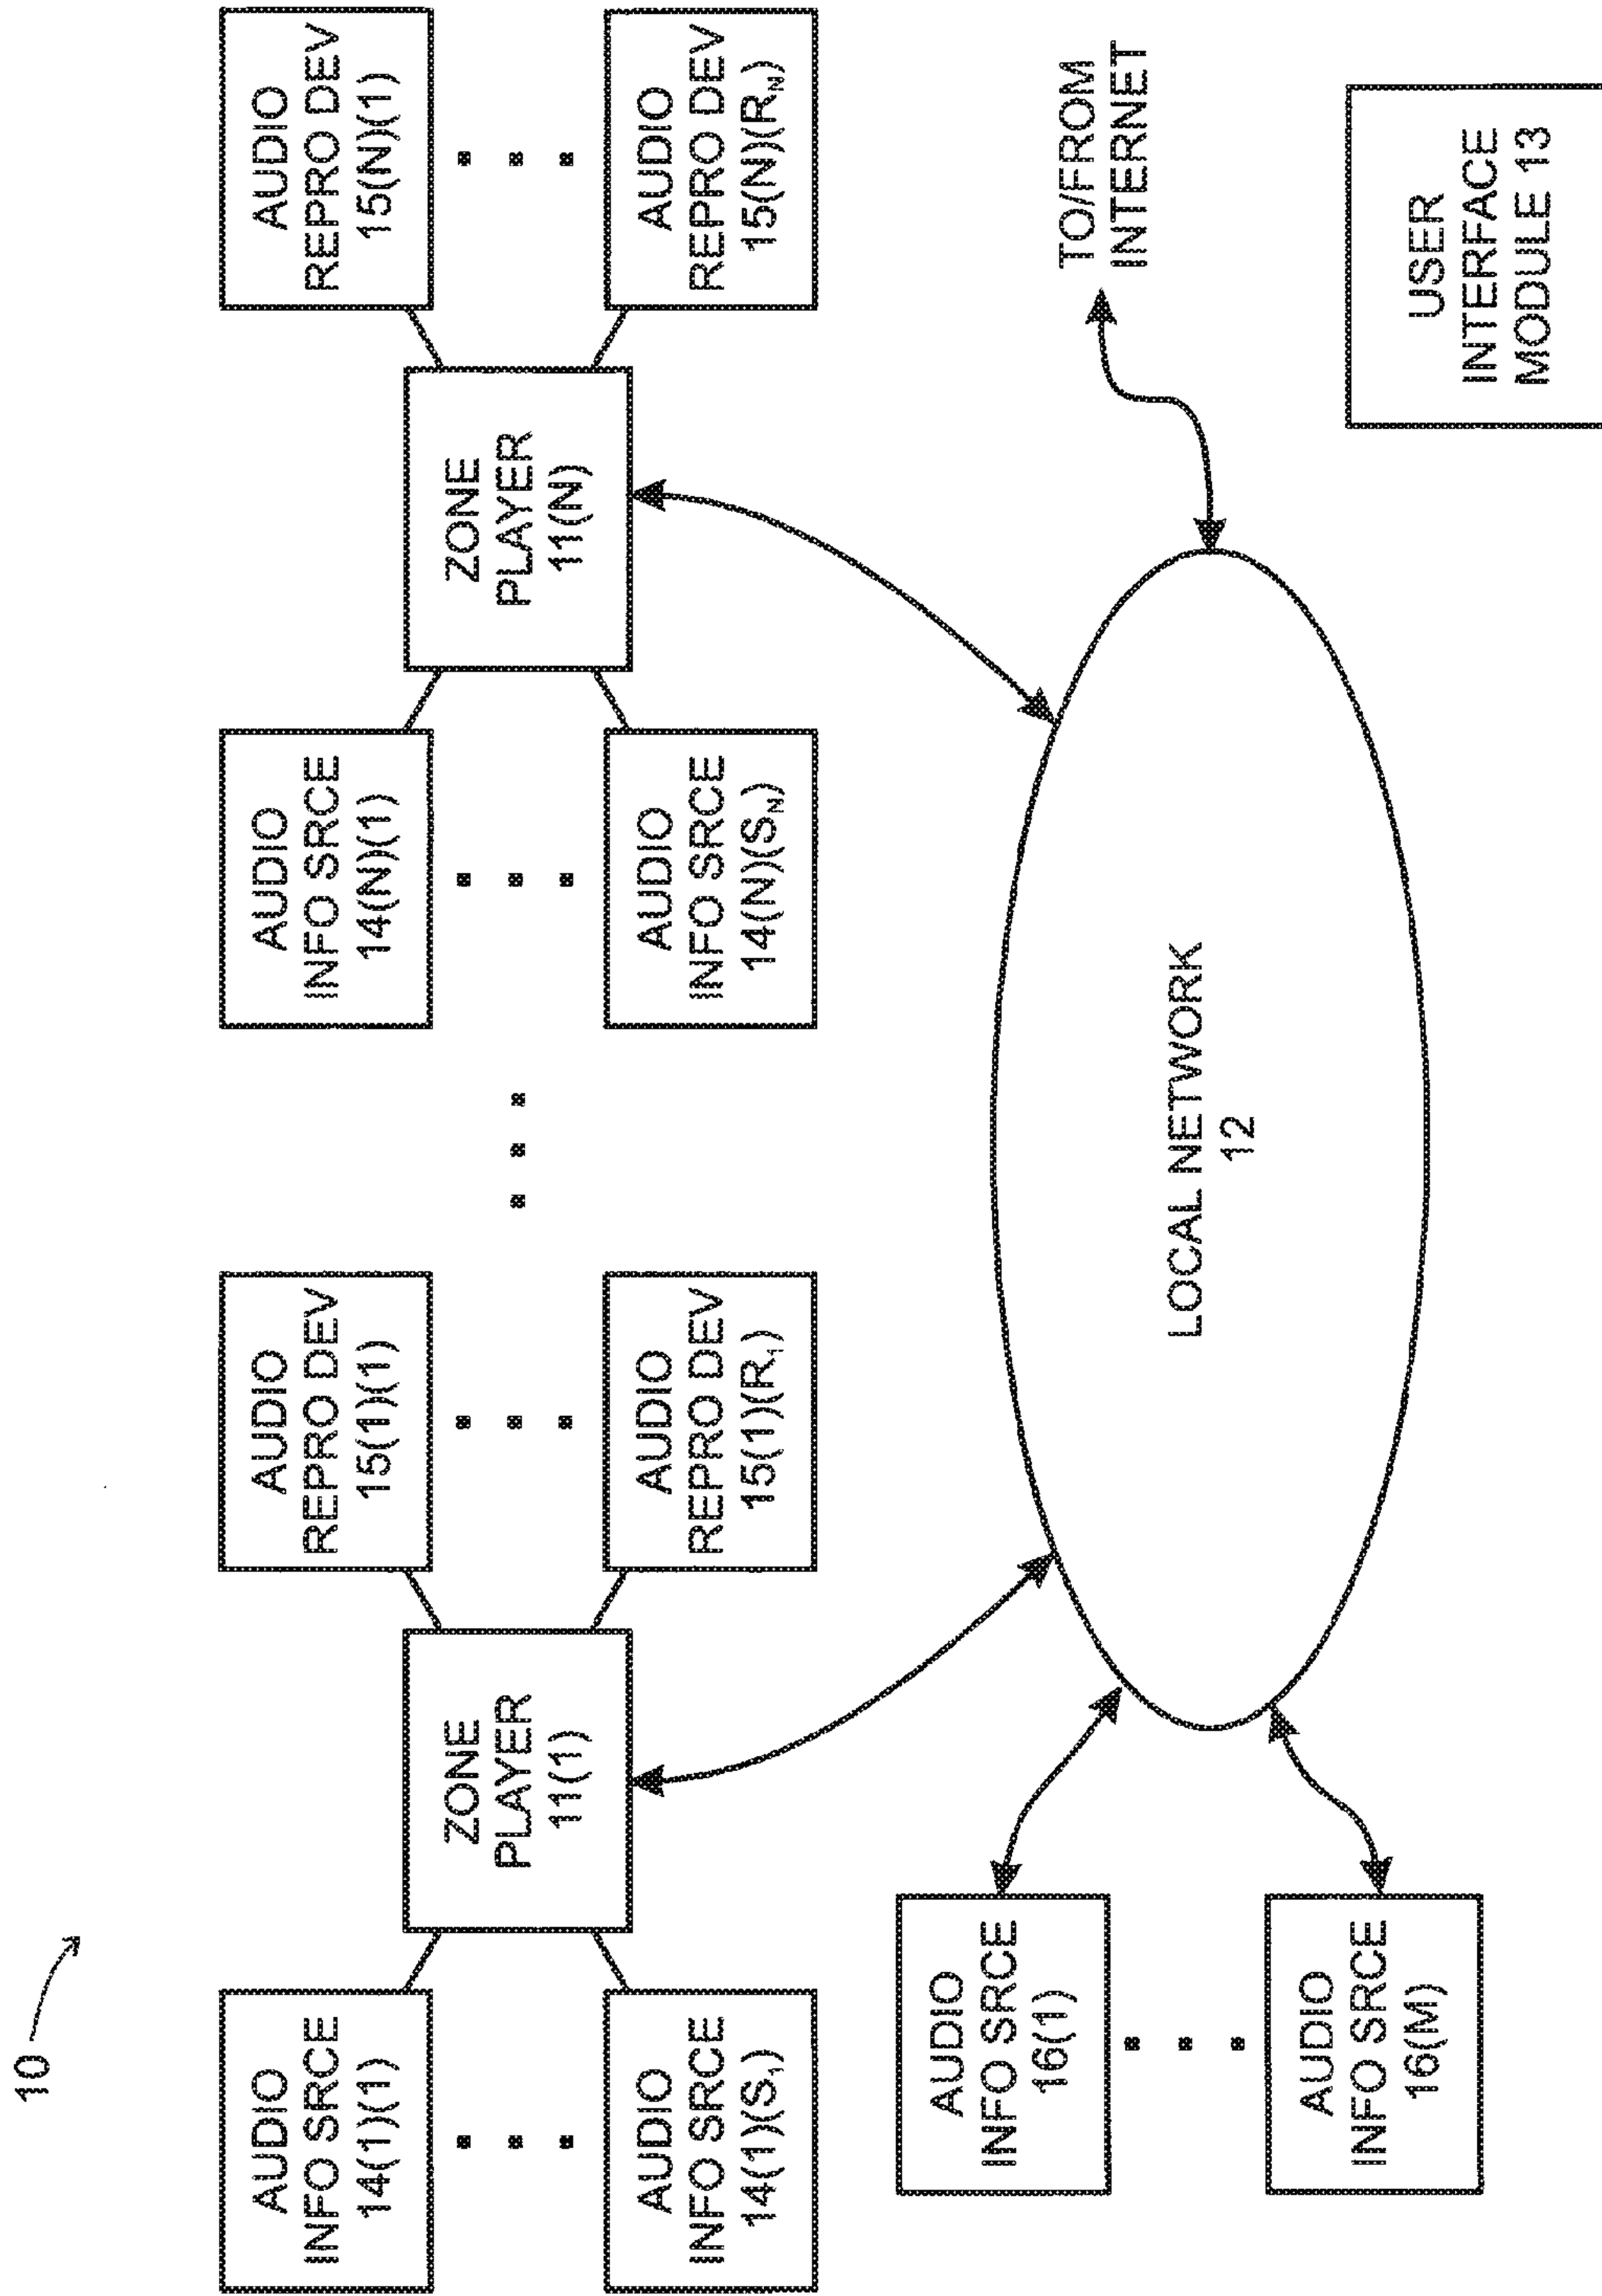 10
AUDIO
INFO SRCE
14(1)(1)
AUDIO
INFO SRCE
14(1)(S₁)
ZONE
PLAYER
11(1)
AUDIO
REPRO DEV
15(1)(1)
AUDIO
REPRO DEV
15(1)(R₁)
AUDIO
INFO SRCE
14(N)(1)
AUDIO
INFO SRCE
14(N)(S_N)
ZONE
PLAYER
11(N)
AUDIO
REPRO DEV
15(N)(1)
AUDIO
REPRO DEV
15(N)(R_N)
AUDIO
INFO SRCE
16(1)
AUDIO
INFO SRCE
16(M)
LOCAL NETWORK
12
TO/FROM
INTERNET
USER
INTERFACE
MODULE 13